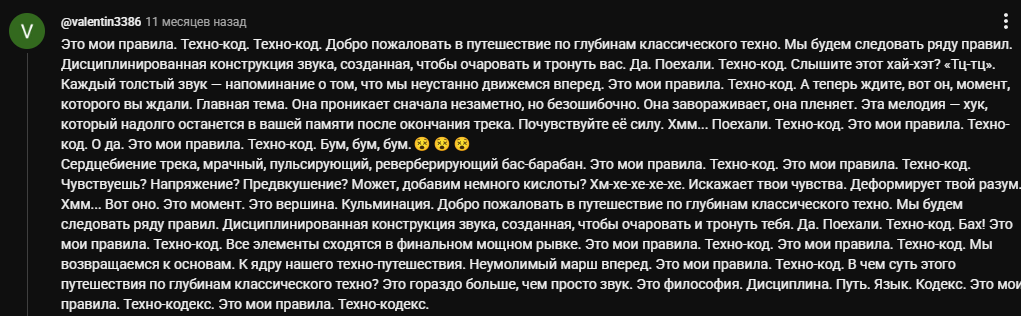 @valentin3386 11 месяцев назад
Это мои правила. Техно-код. Техно-код. Добро пожаловать в путешествие по глубинам классического техно. Мы будем следовать ряду правил.
Дисциплинированная конструкция звука, созданная, чтобы очаровать и тронуть вас. Да. Поехали. Техно-код. Слышите этот хай-хэт? «Тц-тц».
Каждый толстый звук — напоминание о том, что мы неустанно движемся вперед. Это мои правила. Техно-код. А теперь ждите, вот он, момент,
которого вы ждали. Главная тема. Она проникает сначала незаметно, но безошибочно. Она завораживает, она пленяет. Эта мелодия — хук,
который надолго останется в вашей памяти после окончания трека. Почувствуйте её силу. Хмм... Поехали. Техно-код. Это мои правила. Техно-
код. О да. Это мои правила. Техно-код. Бум, бум, бум. 😵 😵 😵
Сердцебиение трека, мрачный, пульсирующий, реверберирующий бас-барабан. Это мои правила. Техно-код. Это мои правила. Техно-код.
Чувствуешь? Напряжение? Предвкушение? Может, добавим немного кислоты? Хм-хе-хе-хе-хе. Искажает твои чувства. Деформирует твой разум.
Хмм... Вот оно. Это момент. Это вершина. Кульминация. Добро пожаловать в путешествие по глубинам классического техно. Мы будем
следовать ряду правил. Дисциплинированная конструкция звука, созданная, чтобы очаровать и тронуть тебя. Да. Поехали. Техно-код. Бах! Это
мои правила. Техно-код. Все элементы сходятся в финальном мощном рывке. Это мои правила. Техно-код. Это мои правила. Техно-код. Мы
возвращаемся к основам. К ядру нашего техно-путешествия. Неумолимый марш вперед. Это мои правила. Техно-код. В чем суть этого
путешествия по глубинам классического техно? Это гораздо больше, чем просто звук. Это философия. Дисциплина. Путь. Язык. Кодекс. Это мои
правила. Техно-кодекс. Это мои правила. Техно-кодекс.